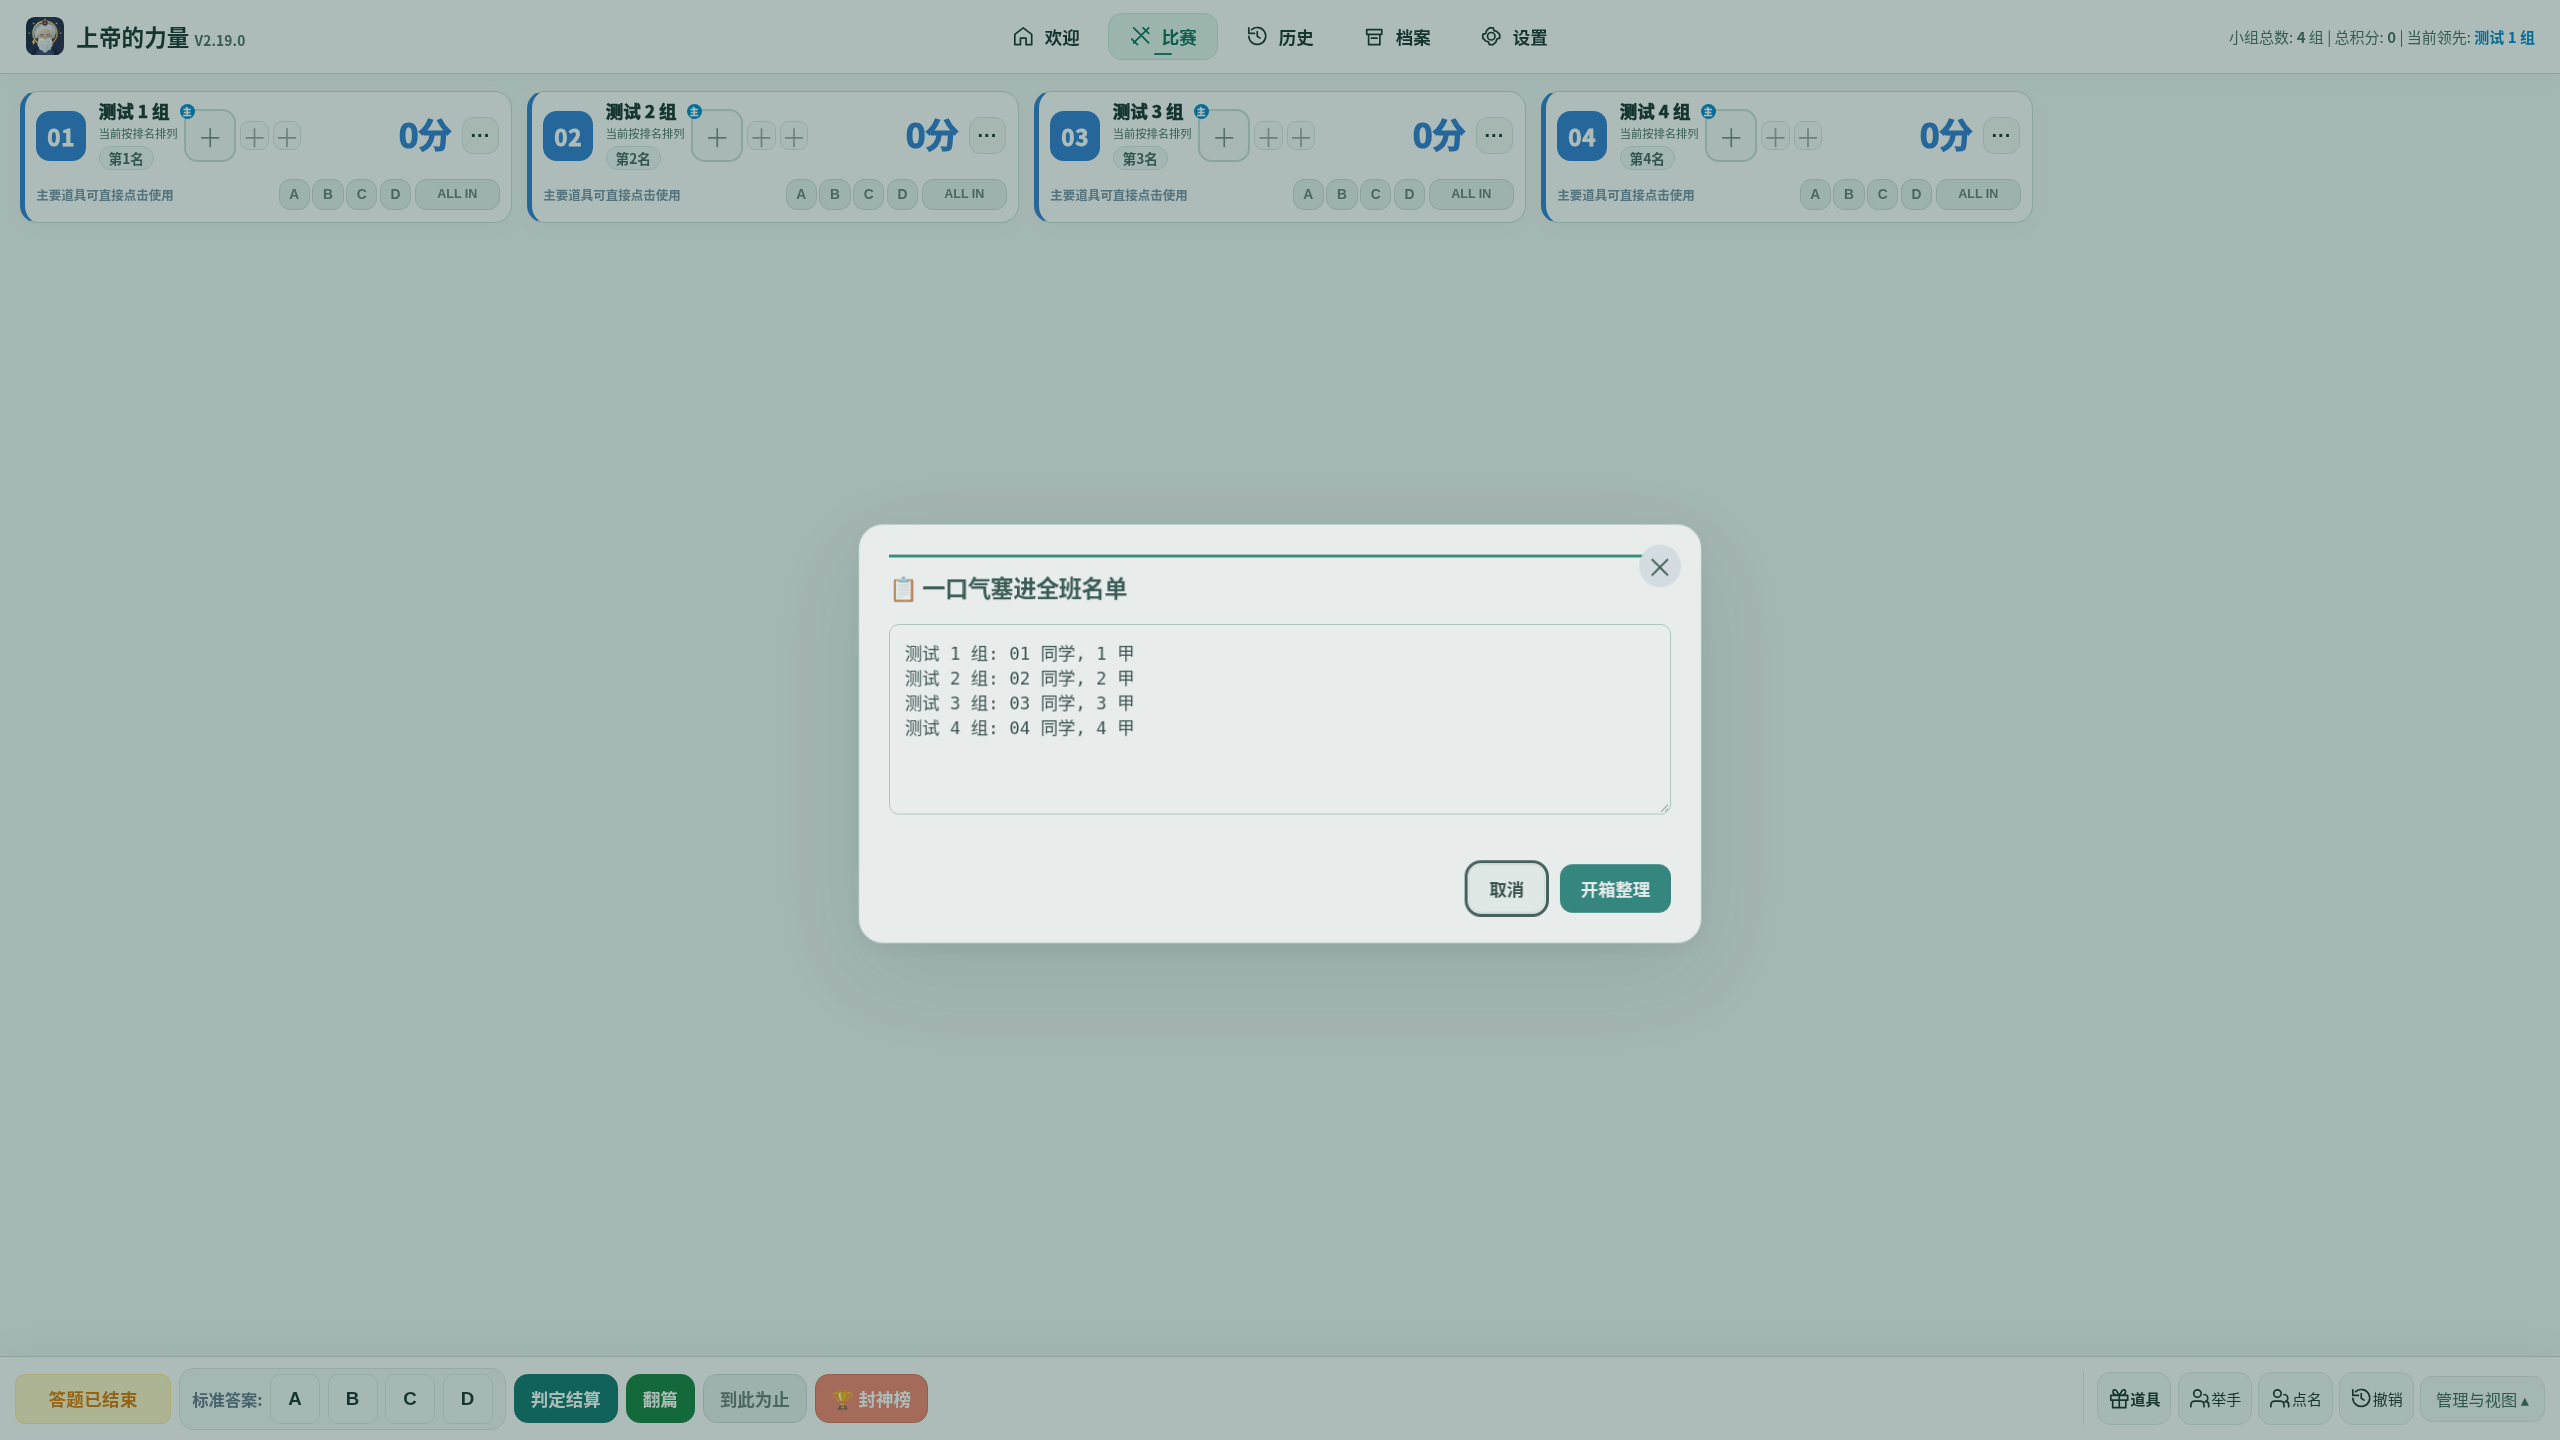 上帝的力量 V2.19.0
欢迎
比赛
历史
档案
设置
小组总数: 4 组 | 总积分: 0 | 当前领先: 测试 1 组
01
测试 1 组
主
当前按排名排列
第1名
0分
...
主要道具可直接点击使用
A B C D ALL IN
02
测试 2 组
主
当前按排名排列
第2名
0分
...
主要道具可直接点击使用
A B C D ALL IN
03
测试 3 组
主
当前按排名排列
第3名
0分
...
主要道具可直接点击使用
A B C D ALL IN
04
测试 4 组
主
当前按排名排列
第4名
0分
...
主要道具可直接点击使用
A B C D ALL IN
📋 一口气塞进全班名单
测试 1 组: 01 同学, 1 甲
测试 2 组: 02 同学, 2 甲
测试 3 组: 03 同学, 3 甲
测试 4 组: 04 同学, 4 甲
取消
开箱整理
答题已结束
标准答案: A B C D
判定结算
翻篇
到此为止
🏆 封神榜
道具
举手
点名
撤销
管理与视图 ▴